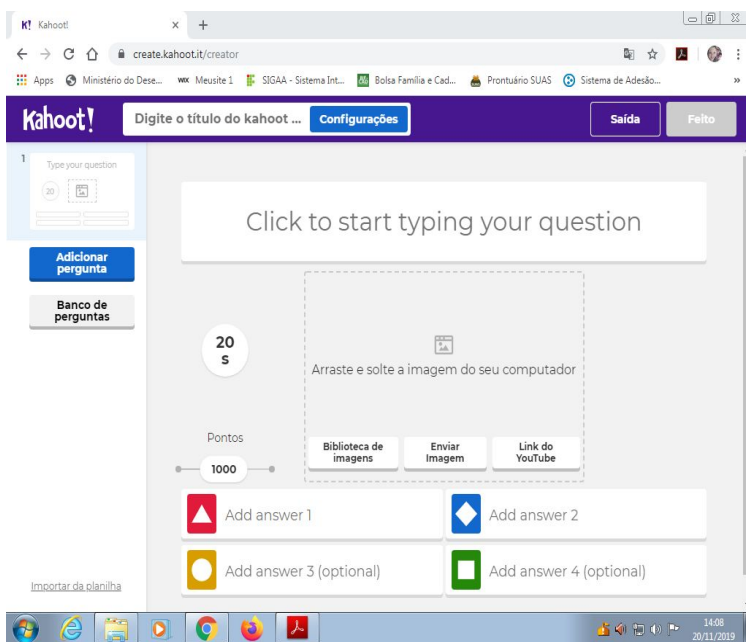 K! Kahoot!
create.kahoot.it/creator
Apps Ministério do Dese... WIX Meusite 1 SIGAA - Sistema Int... Bolsa Família e Cad... Prontuário SUAS Sistema de Adesão... »
Kahoot! Digite o título do kahoot ... Configurações Saída Feito
1
Type your question
20
Adicionar
pergunta
Banco de
perguntas
Importar da planilha
Click to start typing your question
20
s
Arraste e solte a imagem do seu computador
Biblioteca de
imagens
Enviar
Imagem
Link do
YouTube
Pontos
1000
Add answer 1
Add answer 2
Add answer 3 (optional)
Add answer 4 (optional)
14:08
20/11/2019